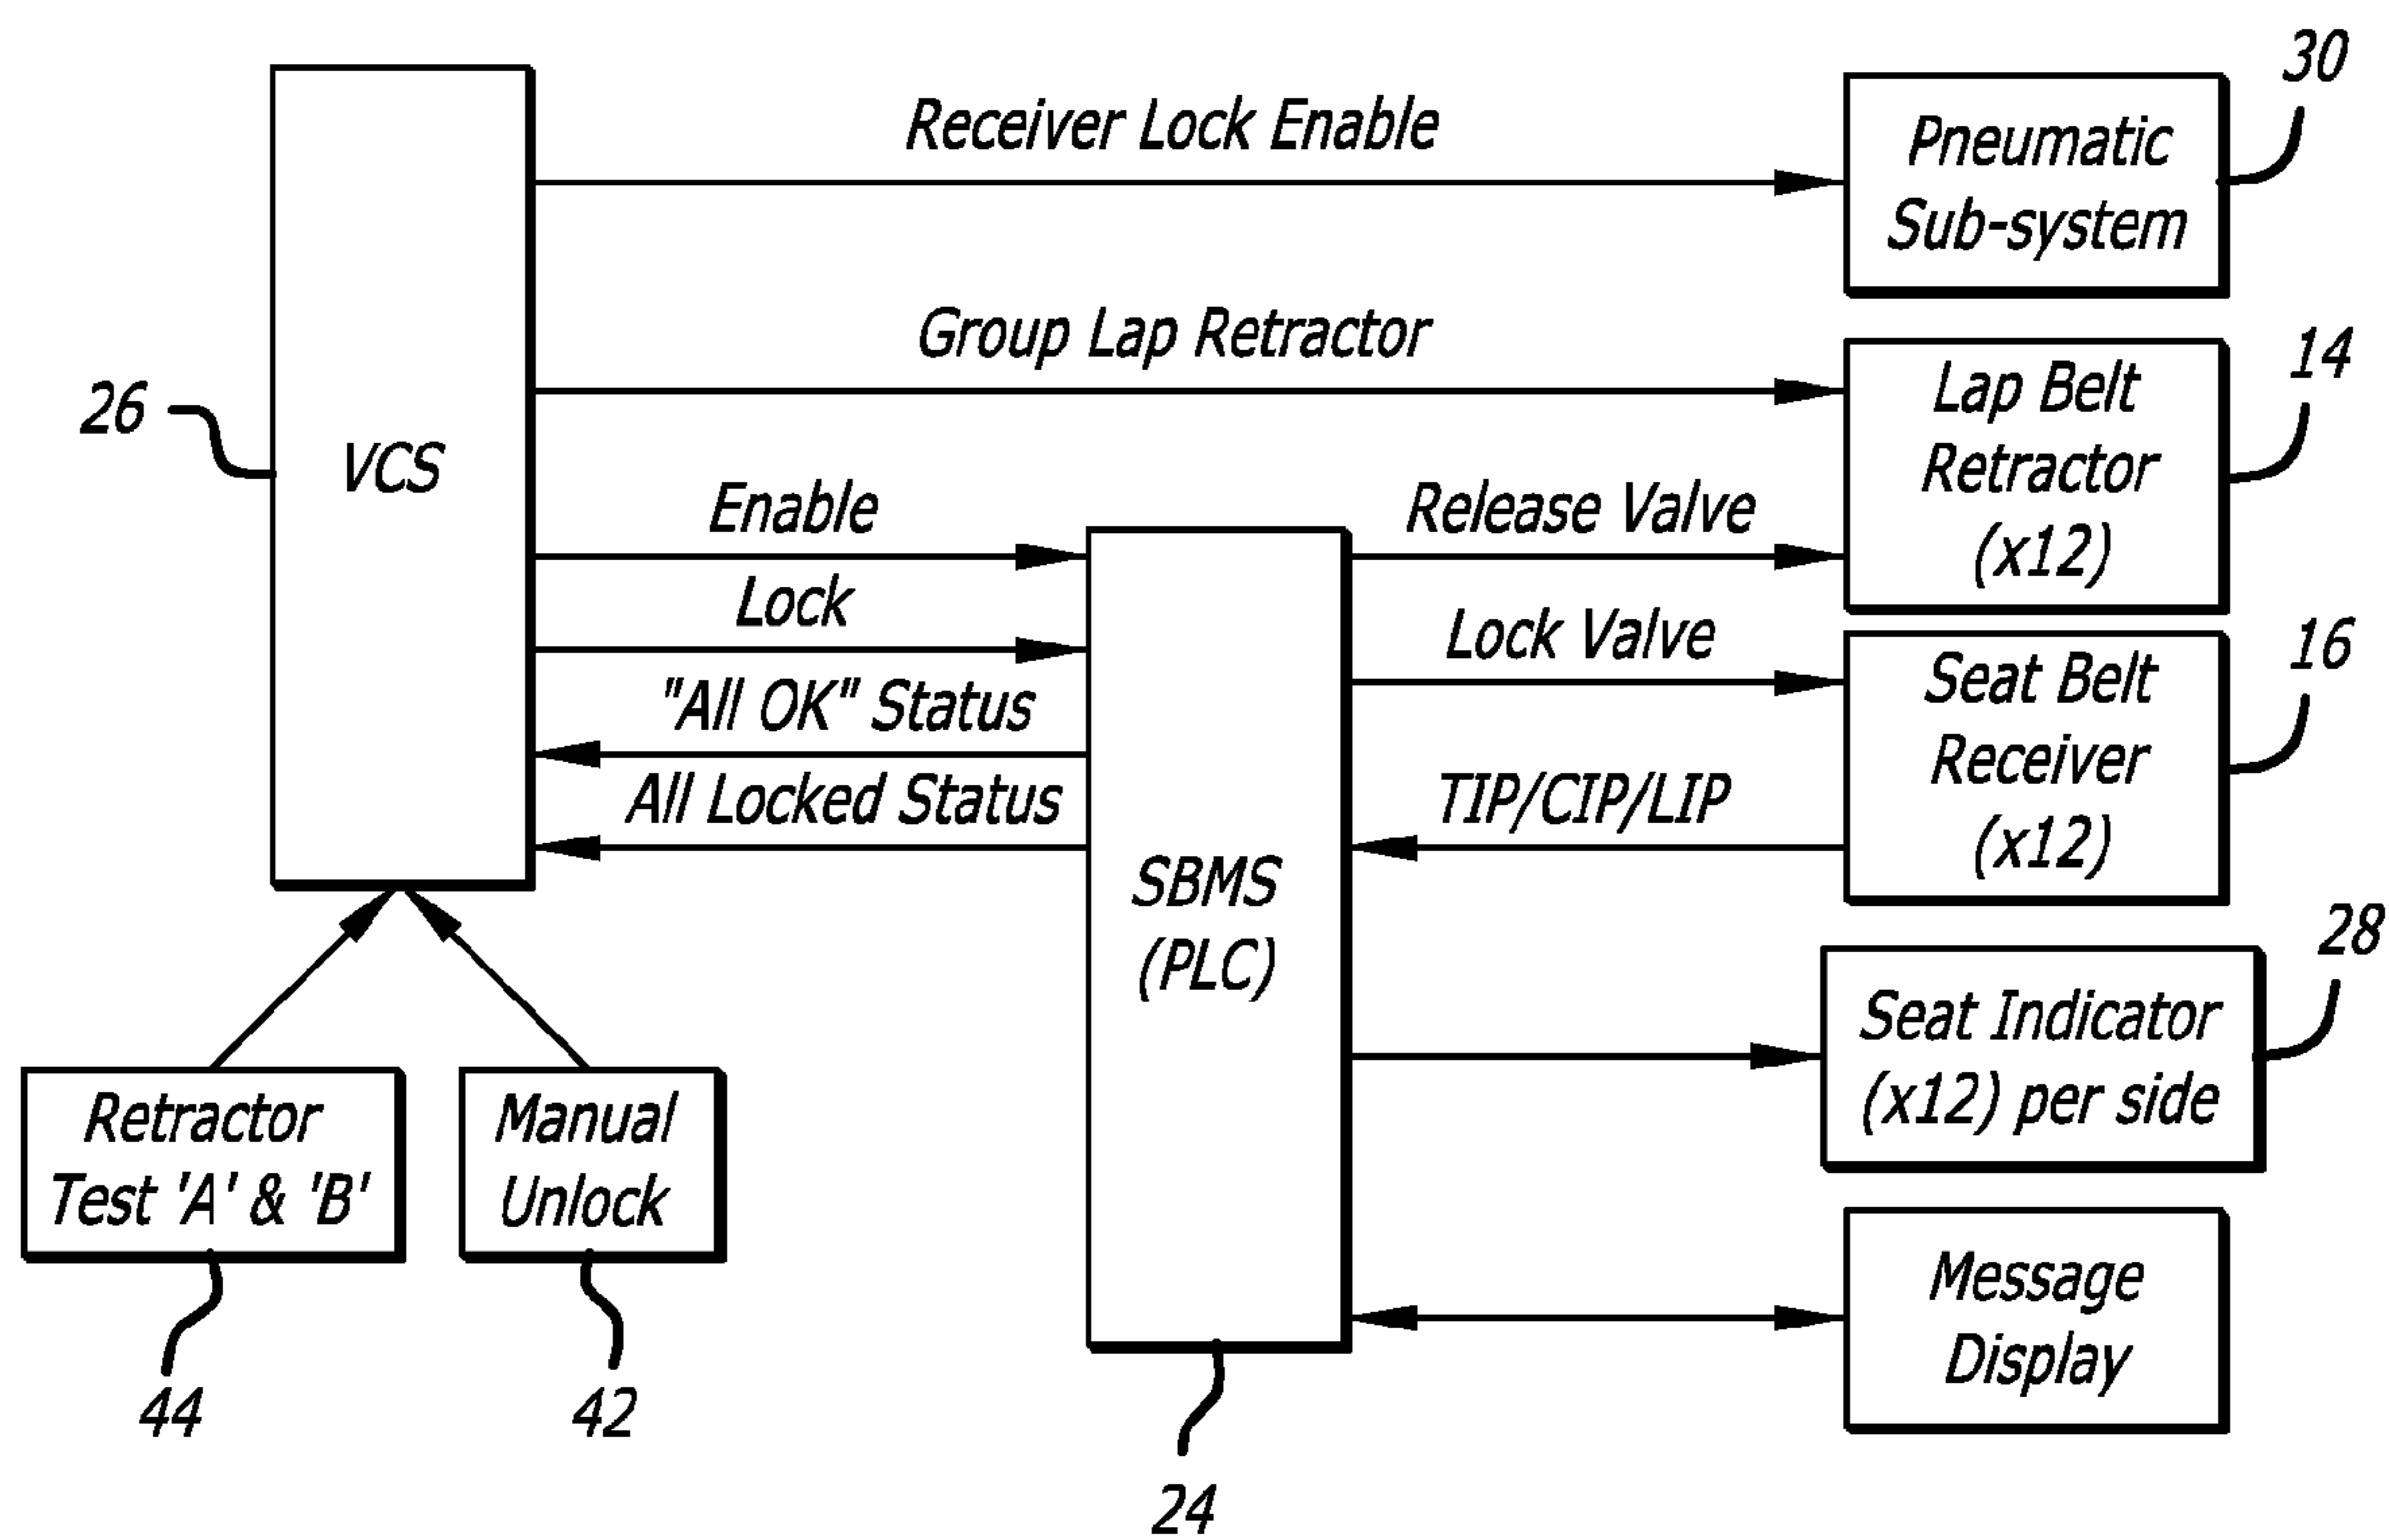 30
Receiver Lock Enable
Pneumatic
Sub-system
Group Lap Retractor
14
Lap Belt
Retractor
(x12)
26
VCS
Enable
Release Valve
Lock
Lock Valve
16
Seat Belt
Receiver
(x12)
"All OK" Status
All Locked Status
TIP/CIP/LIP
SBMS
(PLC)
28
Seat Indicator
(x12) per side
Retractor
Test 'A' & 'B'
Manual
Unlock
Message
Display
44
42
24